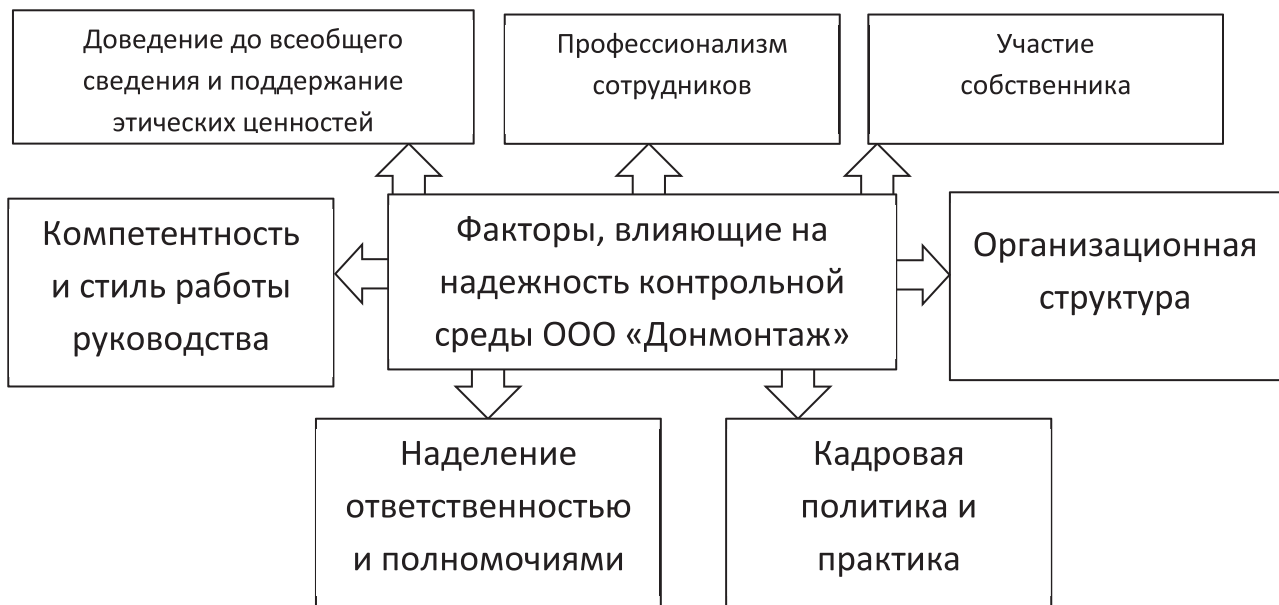 Доведение до всеобщего
сведения и поддержание
этических ценностей
Профессионализм
сотрудников
Участие
собственника
Компетентность
и стиль работы
руководства
Факторы, влияющие на
надежность контрольной
среды ООО «Донмонтаж»
Организационная
структура
Наделение
ответственностью
и полномочиями
Кадровая
политика и
практика